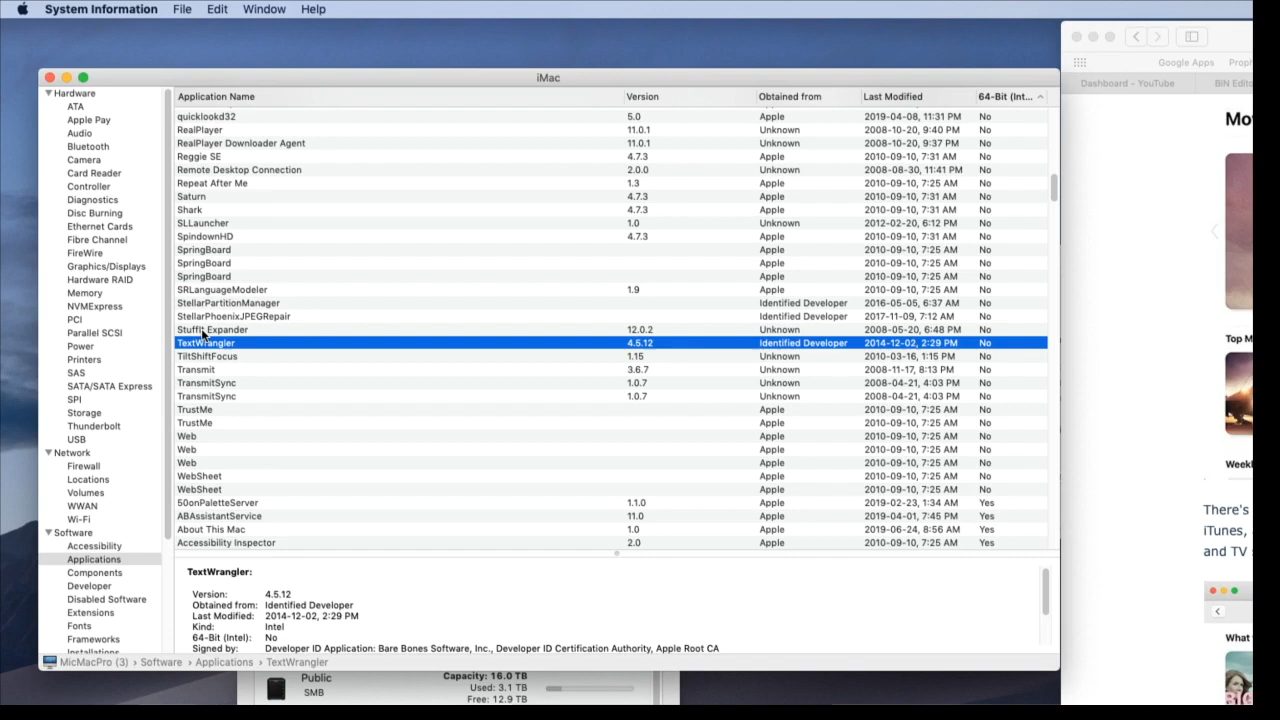 System Information File Edit Window Help
iMac
Hardware
ATA
Apple Pay
Audio
Bluetooth
Camera
Card Reader
Controller
Diagnostics
Disc Burning
Ethernet Cards
Fibre Channel
FireWire
Graphics/Displays
Hardware RAID
Memory
NVMExpress
PCI
Parallel SCSI
Power
Printers
SAS
SATA/SATA Express
SPI
Storage
Thunderbolt
USB
Network
Firewall
Locations
Volumes
WWAN
Wi-Fi
Software
Accessibility
Applications
Components
Developer
Disabled Software
Extensions
Fonts
Frameworks
Installations
Application Name Version Obtained from Last Modified 64-Bit (Int...
quicklookd32 5.0 Apple 2019-04-08, 11:31 PM No
RealPlayer 11.0.1 Unknown 2008-10-20, 9:40 PM No
RealPlayer Downloader Agent 11.0.1 Unknown 2008-10-20, 9:37 PM No
Reggie SE 4.7.3 Apple 2010-09-10, 7:31 AM No
Remote Desktop Connection 2.0.0 Unknown 2008-08-30, 11:41 PM No
Repeat After Me 1.3 Apple 2010-09-10, 7:25 AM No
Saturn 4.7.3 Apple 2010-09-10, 7:31 AM No
Shark 4.7.3 Apple 2010-09-10, 7:31 AM No
SLLauncher 1.0 Unknown 2012-02-20, 6:12 PM No
SpindownHD 4.7.3 Apple 2010-09-10, 7:31 AM No
SpringBoard Apple 2010-09-10, 7:25 AM No
SpringBoard Apple 2010-09-10, 7:25 AM No
SpringBoard Apple 2010-09-10, 7:25 AM No
SRLanguageModeler 1.9 Apple 2010-09-10, 7:25 AM No
StellarPartitionManager Identified Developer 2016-05-05, 6:37 AM No
StellarPhoenixJPEGRepair Identified Developer 2017-11-09, 7:12 AM No
StuffIt Expander 12.0.2 Unknown 2008-05-20, 6:48 PM No
TextWrangler 4.5.12 Identified Developer 2014-12-02, 2:29 PM No
TiltShiftFocus 1.15 Unknown 2010-03-16, 1:15 PM No
Transmit 3.6.7 Unknown 2008-11-17, 8:13 PM No
TransmitSync 1.0.7 Unknown 2008-04-21, 4:03 PM No
TransmitSync 1.0.7 Unknown 2008-04-21, 4:03 PM No
TrustMe Apple 2010-09-10, 7:25 AM No
TrustMe Apple 2010-09-10, 7:25 AM No
Web Apple 2010-09-10, 7:25 AM No
Web Apple 2010-09-10, 7:25 AM No
Web Apple 2010-09-10, 7:25 AM No
WebSheet Apple 2010-09-10, 7:25 AM No
WebSheet Apple 2010-09-10, 7:25 AM No
50onPaletteServer 1.1.0 Apple 2019-02-23, 1:34 AM Yes
ABAssistantService 11.0 Apple 2019-04-01, 7:45 PM Yes
About This Mac 1.0 Apple 2019-06-24, 8:56 AM Yes
Accessibility Inspector 2.0 Apple 2010-09-10, 7:25 AM Yes
TextWrangler:
Version: 4.5.12
Obtained from: Identified Developer
Last Modified: 2014-12-02, 2:29 PM
Kind: Intel
64-Bit (Intel): No
Signed by: Developer ID Application: Bare Bones Software, Inc., Developer ID Certification Authority, Apple Root CA
MicMacPro (3) › Software › Applications › TextWrangler
Public
SMB
Capacity: 16.0 TB
Used: 3.1 TB
Free: 12.9 TB
Google Apps Proph
Dashboard - YouTube BIN Edito
Mo
Top M
Weekl
There's
iTunes,
and TV
What